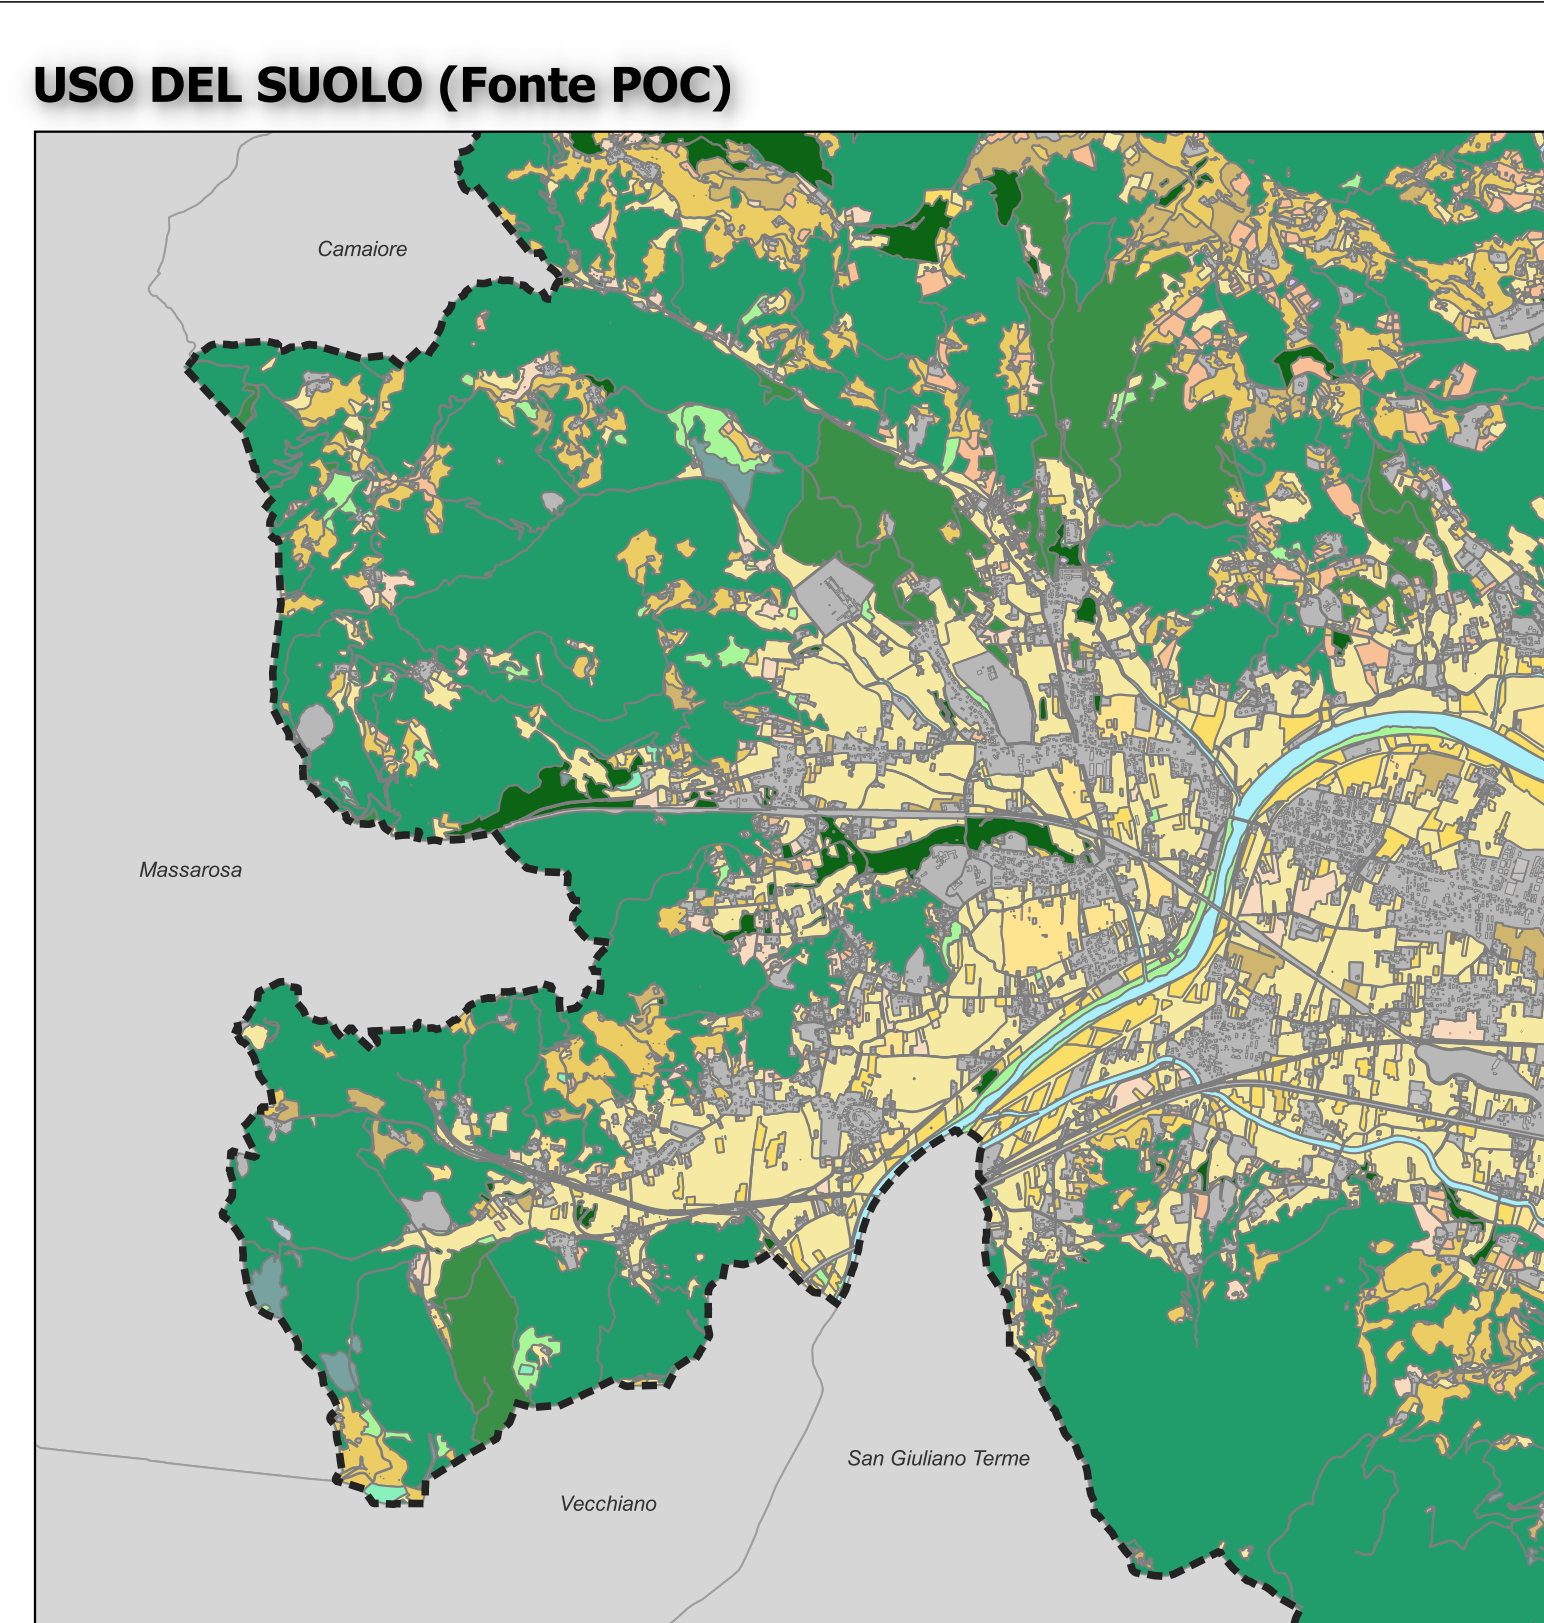 USO DEL SUOLO (Fonte POC)
Camaiore
Massarosa
San Giuliano Terme
Vecchiano